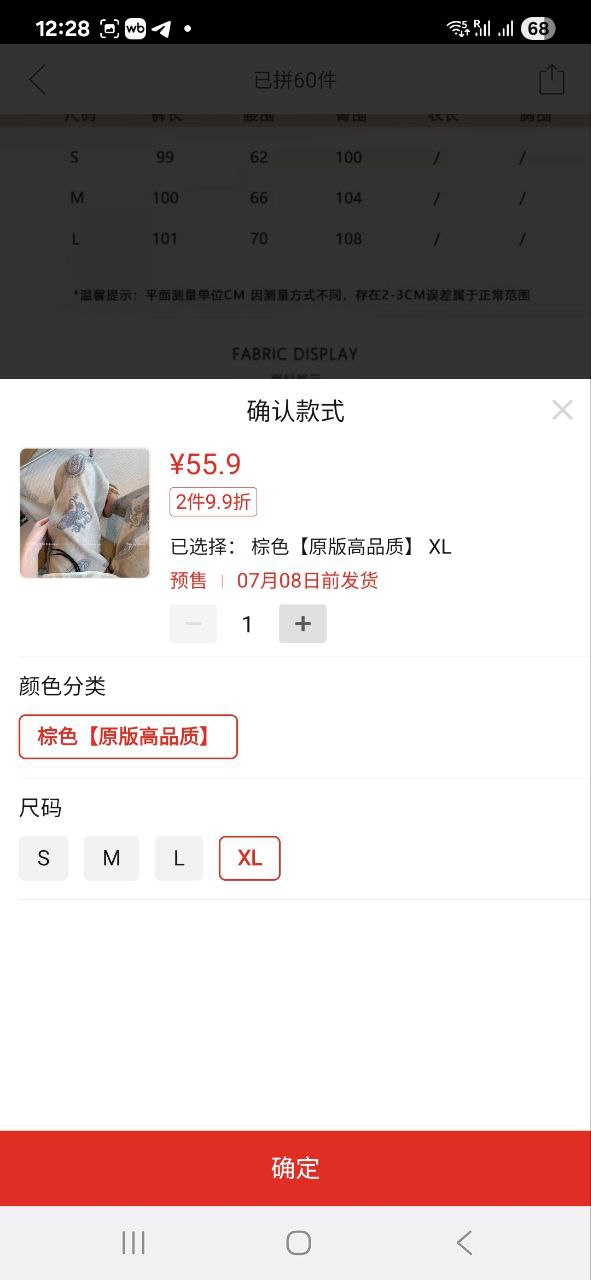 12:28
wb
68
已拼60件
尺码 裤长 腰围 臀围 衣长 胸围
S 99 62 100 / /
M 100 66 104 / /
L 101 70 108 / /
*温馨提示：平面测量单位CM 因测量方式不同，存在2-3CM误差属于正常范围
FABRIC DISPLAY
确认款式
¥55.9
2件9.9折
已选择： 棕色【原版高品质】 XL
预售 | 07月08日前发货
1
颜色分类
棕色【原版高品质】
尺码
S M L XL
确定